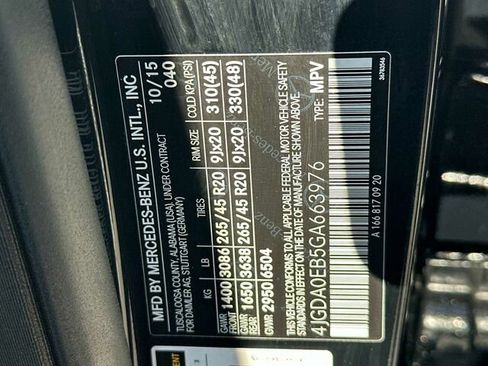 MFD BY MERCEDES-BENZ U.S. INTL., INC
TUSCALOOSA COUNTY, ALABAMA (USA), UNDER CONTRACT
FOR DAIMLER AG, STUTTGART (GERMANY)
10/15
040
KG LB TIRES RIM SIZE COLD KPA(PSI)
GAWR FRONT 1400 3086 265/45 R20 9Jx20 310(45)
GAWR REAR 1650 3638 265/45 R20 9Jx20 330(48)
GWR 2950 6504
THIS VEHICLE CONFORMS TO ALL APPLICABLE FEDERAL MOTOR VEHICLE SAFETY
STANDARDS IN EFFECT ON THE DATE OF MANUFACTURE SHOWN ABOVE.
4JGDA0EB5GA663976
MPV
A 166 817 09 20
36783546